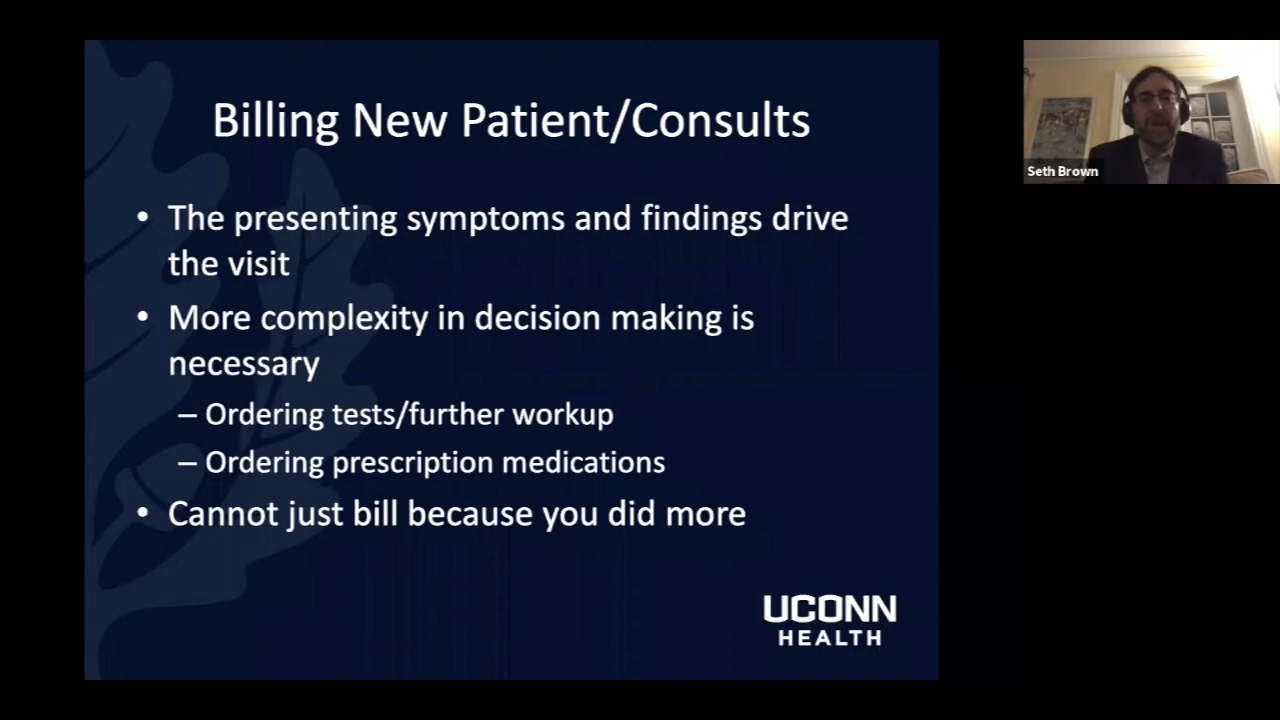 Billing New Patient/Consults
• The presenting symptoms and findings drive
the visit
• More complexity in decision making is
necessary
– Ordering tests/further workup
– Ordering prescription medications
• Cannot just bill because you did more
UCONN
HEALTH
Seth Brown